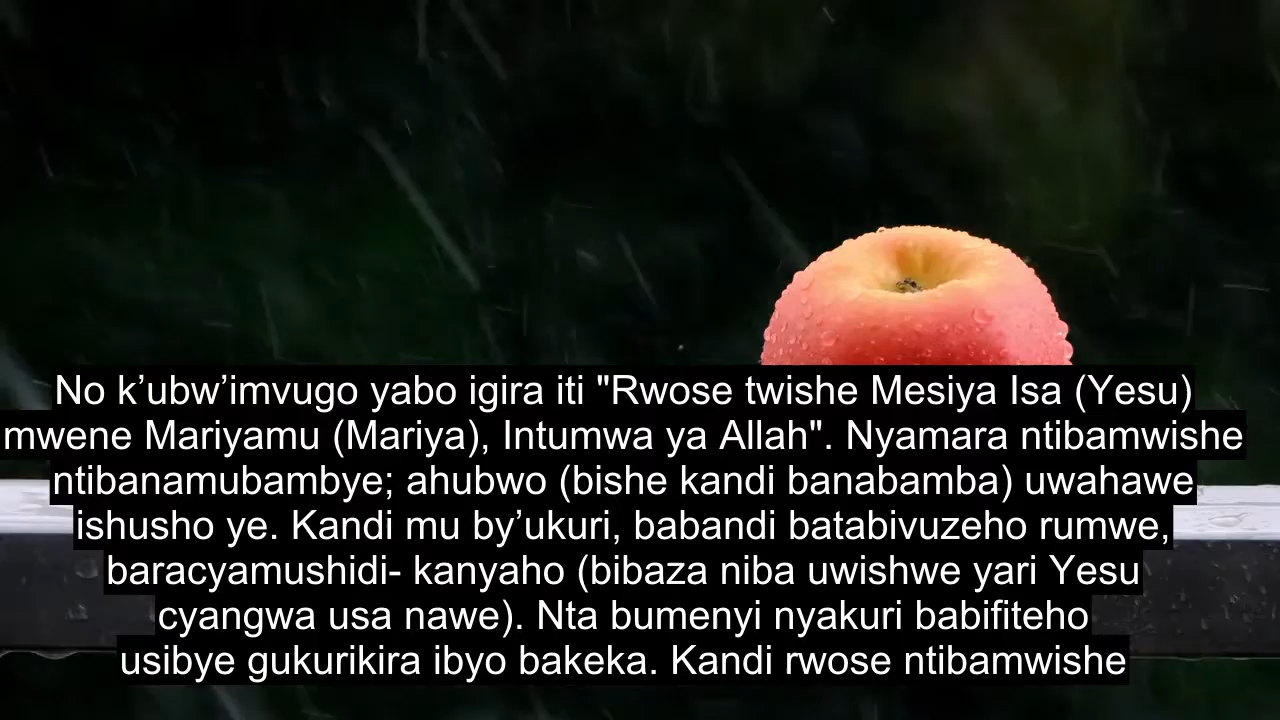 No k’ubw’imvugo yabo igira iti "Rwose twishe Mesiya Isa (Yesu)
mwene Mariyamu (Mariya), Intumwa ya Allah". Nyamara ntibamwishe
ntibanamubambye; ahubwo (bishe kandi banabamba) uwahawe
ishusho ye. Kandi mu by’ukuri, babandi batabivuzeho rumwe,
baracyamushidi- kanyaho (bibaza niba uwishwe yari Yesu
cyangwa usa nawe). Nta bumenyi nyakuri babifiteho
usibye gukurikira ibyo bakeka. Kandi rwose ntibamwishe